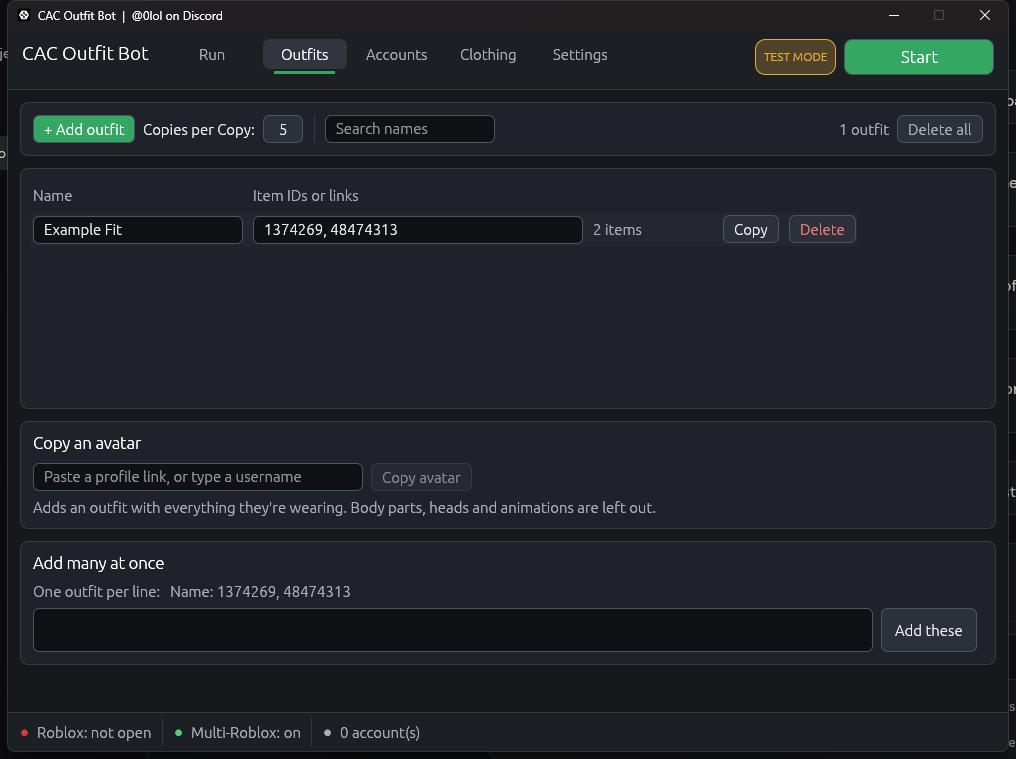 CAC Outfit Bot | @0lol on Discord
CAC Outfit Bot Run Outfits Accounts Clothing Settings TEST MODE Start
+ Add outfit Copies per Copy: 5 Search names 1 outfit Delete all
Name Item IDs or links
Example Fit 1374269, 48474313 2 items Copy Delete
Copy an avatar
Paste a profile link, or type a username Copy avatar
Adds an outfit with everything they're wearing. Body parts, heads and animations are left out.
Add many at once
One outfit per line: Name: 1374269, 48474313
Add these
Roblox: not open Multi-Roblox: on 0 account(s)